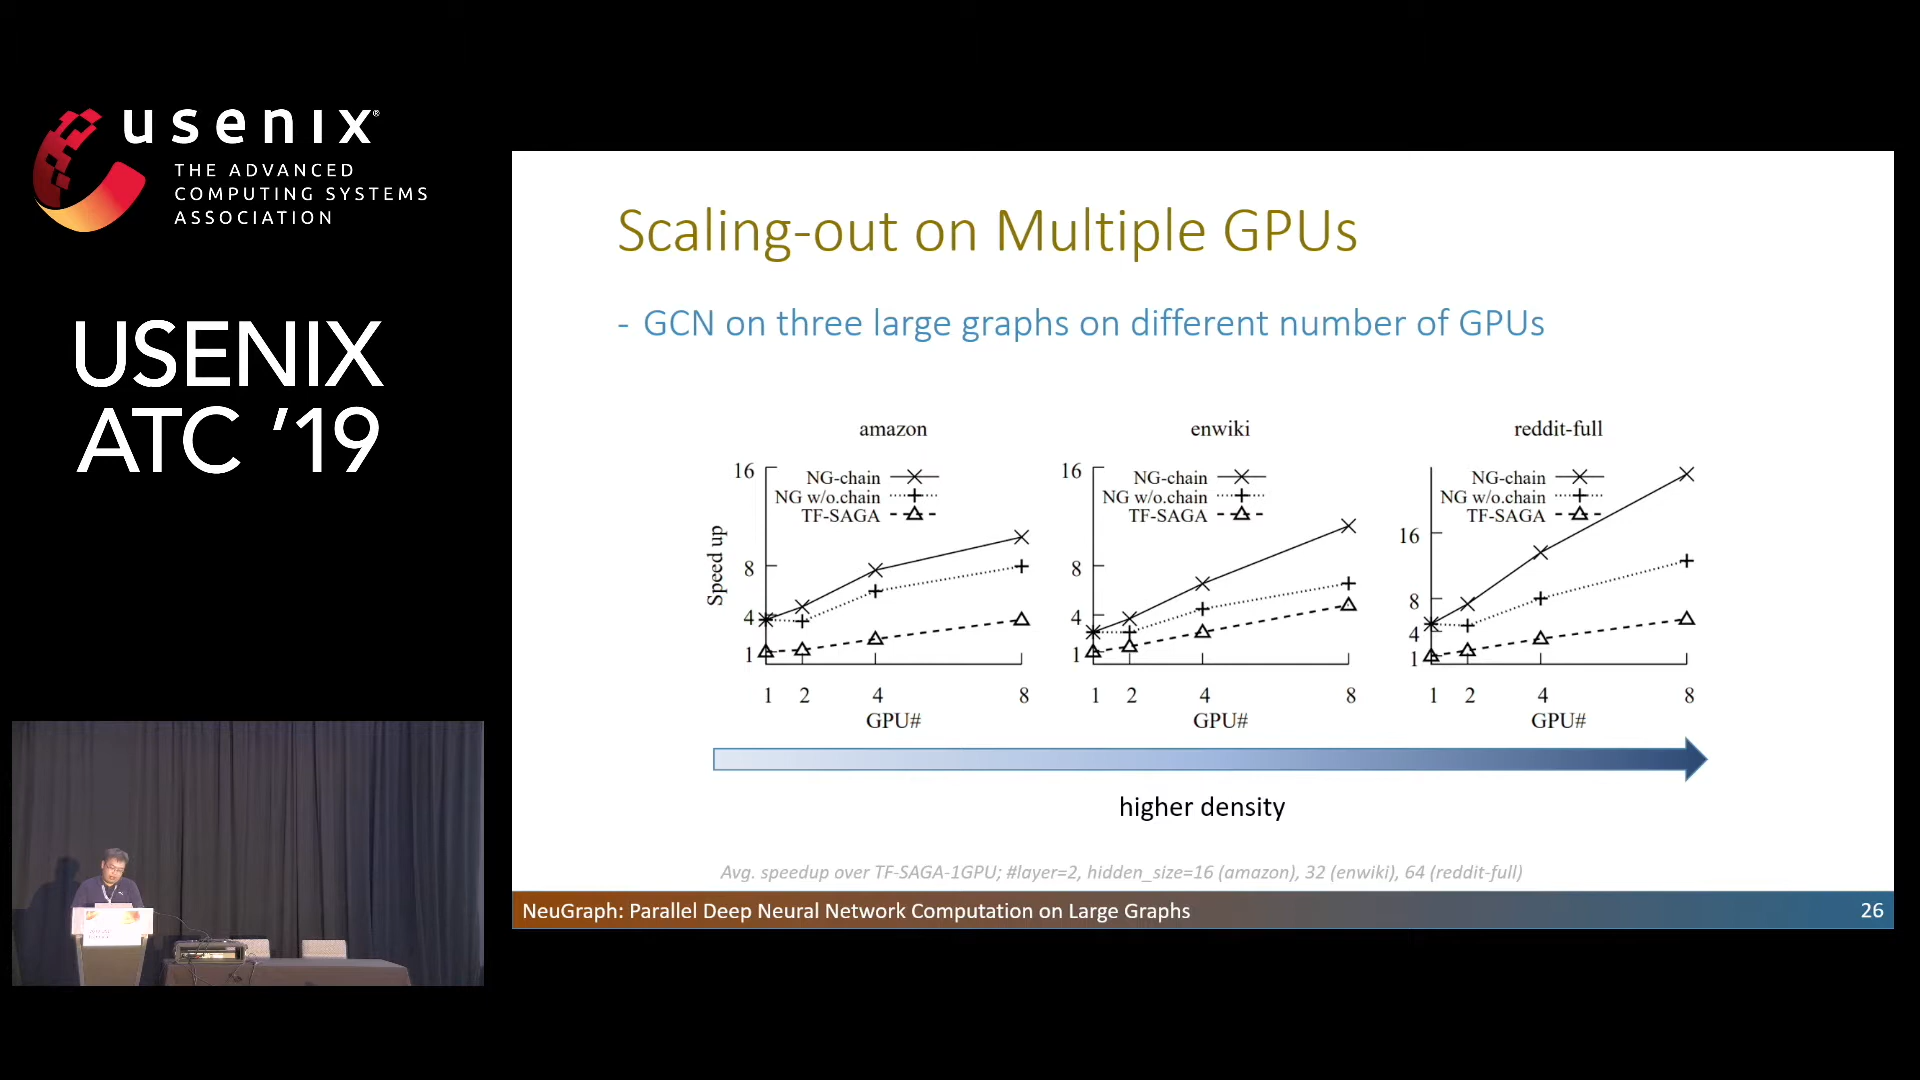 usenix®
THE ADVANCED
COMPUTING SYSTEMS
ASSOCIATION
USENIX
ATC '19
Scaling-out on Multiple GPUs
- GCN on three large graphs on different number of GPUs
amazon
16
8
4
1
Speed up
NG-chain
NG w/o.chain
TF-SAGA
1 2 4 8
GPU#
enwiki
16
8
4
1
NG-chain
NG w/o.chain
TF-SAGA
1 2 4 8
GPU#
reddit-full
16
8
4
1
NG-chain
NG w/o.chain
TF-SAGA
1 2 4 8
GPU#
higher density
Avg. speedup over TF-SAGA-1GPU; #layer=2, hidden_size=16 (amazon), 32 (enwiki), 64 (reddit-full)
NeuGraph: Parallel Deep Neural Network Computation on Large Graphs
26